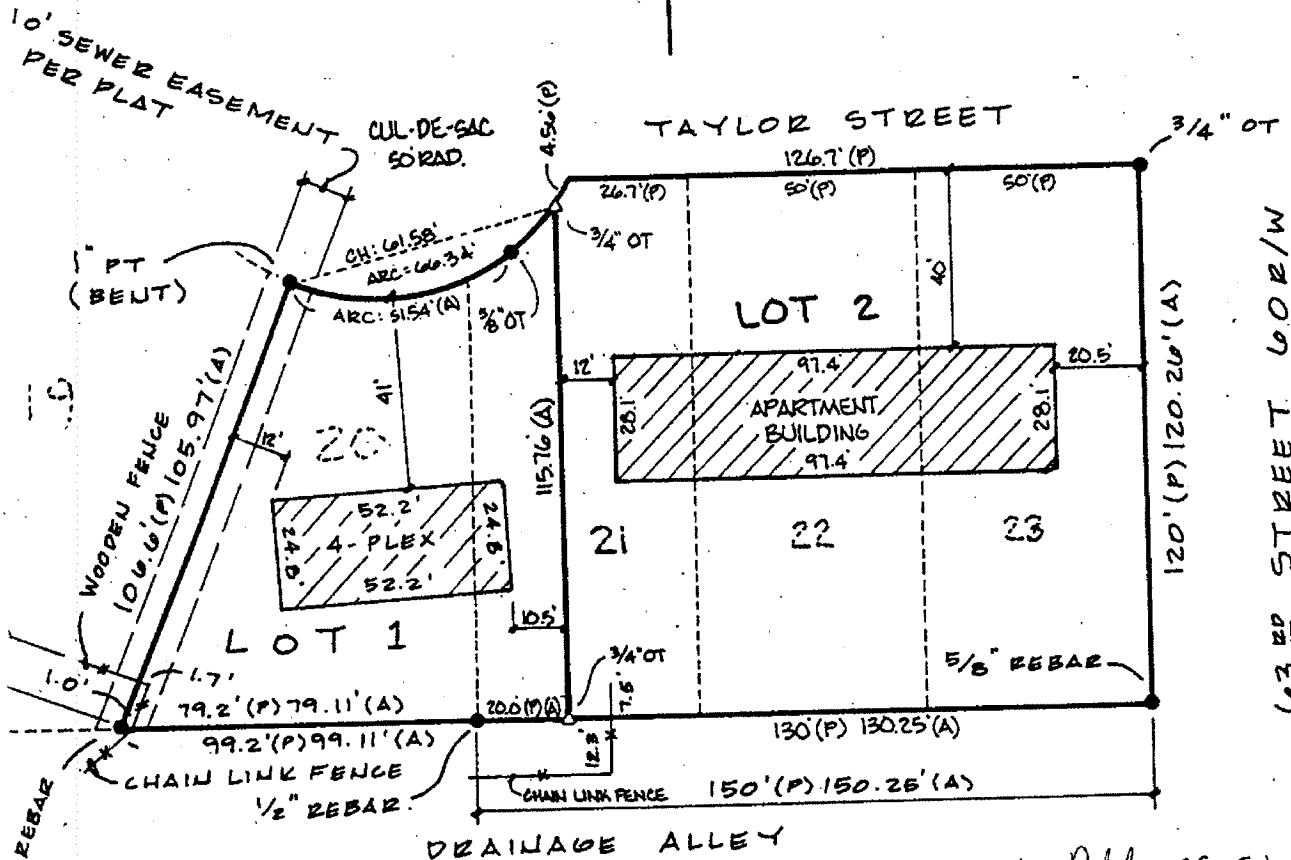 10' SEWER EASEMENT
PER PLAT
CUL-DE-SAC
50' RAD.
4.56'(P)
TAYLOR STREET
3/4" OT
126.7'(P)
26.7'(P)
50'(P)
50'(P)
CH: 61.58'
ARC= 66.34'
ARC: 51.54'(A)
3/4" OT
5/8" OT
1" PT
(BENT)
40'
LOT 2
63 RD STREET 60 R/W
120'(P) 120.26'(A)
WOODEN FENCE
106.6'(P) 105.97'(A)
12'
20
41'
115.76'(A)
12'
97.4'
20.5'
28.1'
APARTMENT
BUILDING
28.1'
97.4'
52.2'
24.8'
4-PLEX
24.8'
52.2'
21
22
23
10.5'
LOT 1
3/4" OT
5/8" REBAR
1.0'
1.7'
79.2'(P) 79.11'(A)
20.0'(P)(A)
7.5'
99.2'(P) 99.11'(A)
12.3'
130'(P) 130.25'(A)
REBAR
CHAIN LINK FENCE
1/2" REBAR
CHAIN LINK FENCE
150'(P) 150.25'(A)
DRAINAGE ALLEY